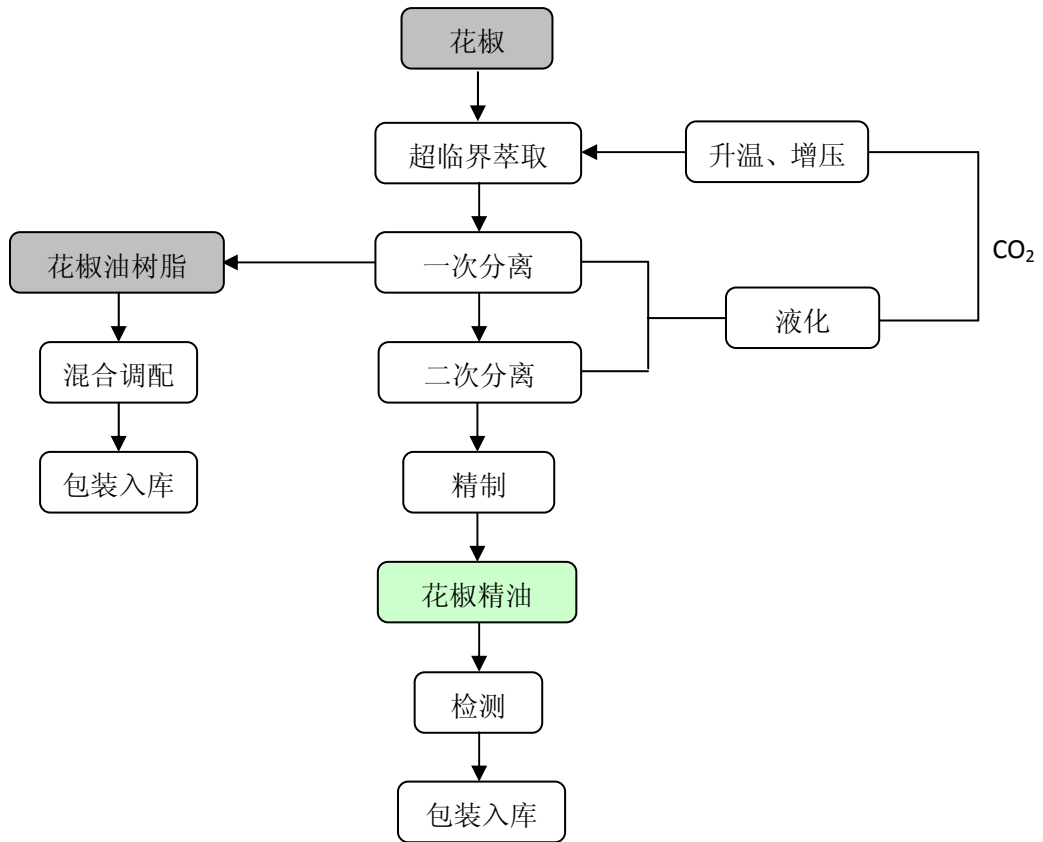 花椒
超临界萃取
升温、增压
花椒油树脂
一次分离
CO₂
液化
混合调配
二次分离
包装入库
精制
花椒精油
检测
包装入库